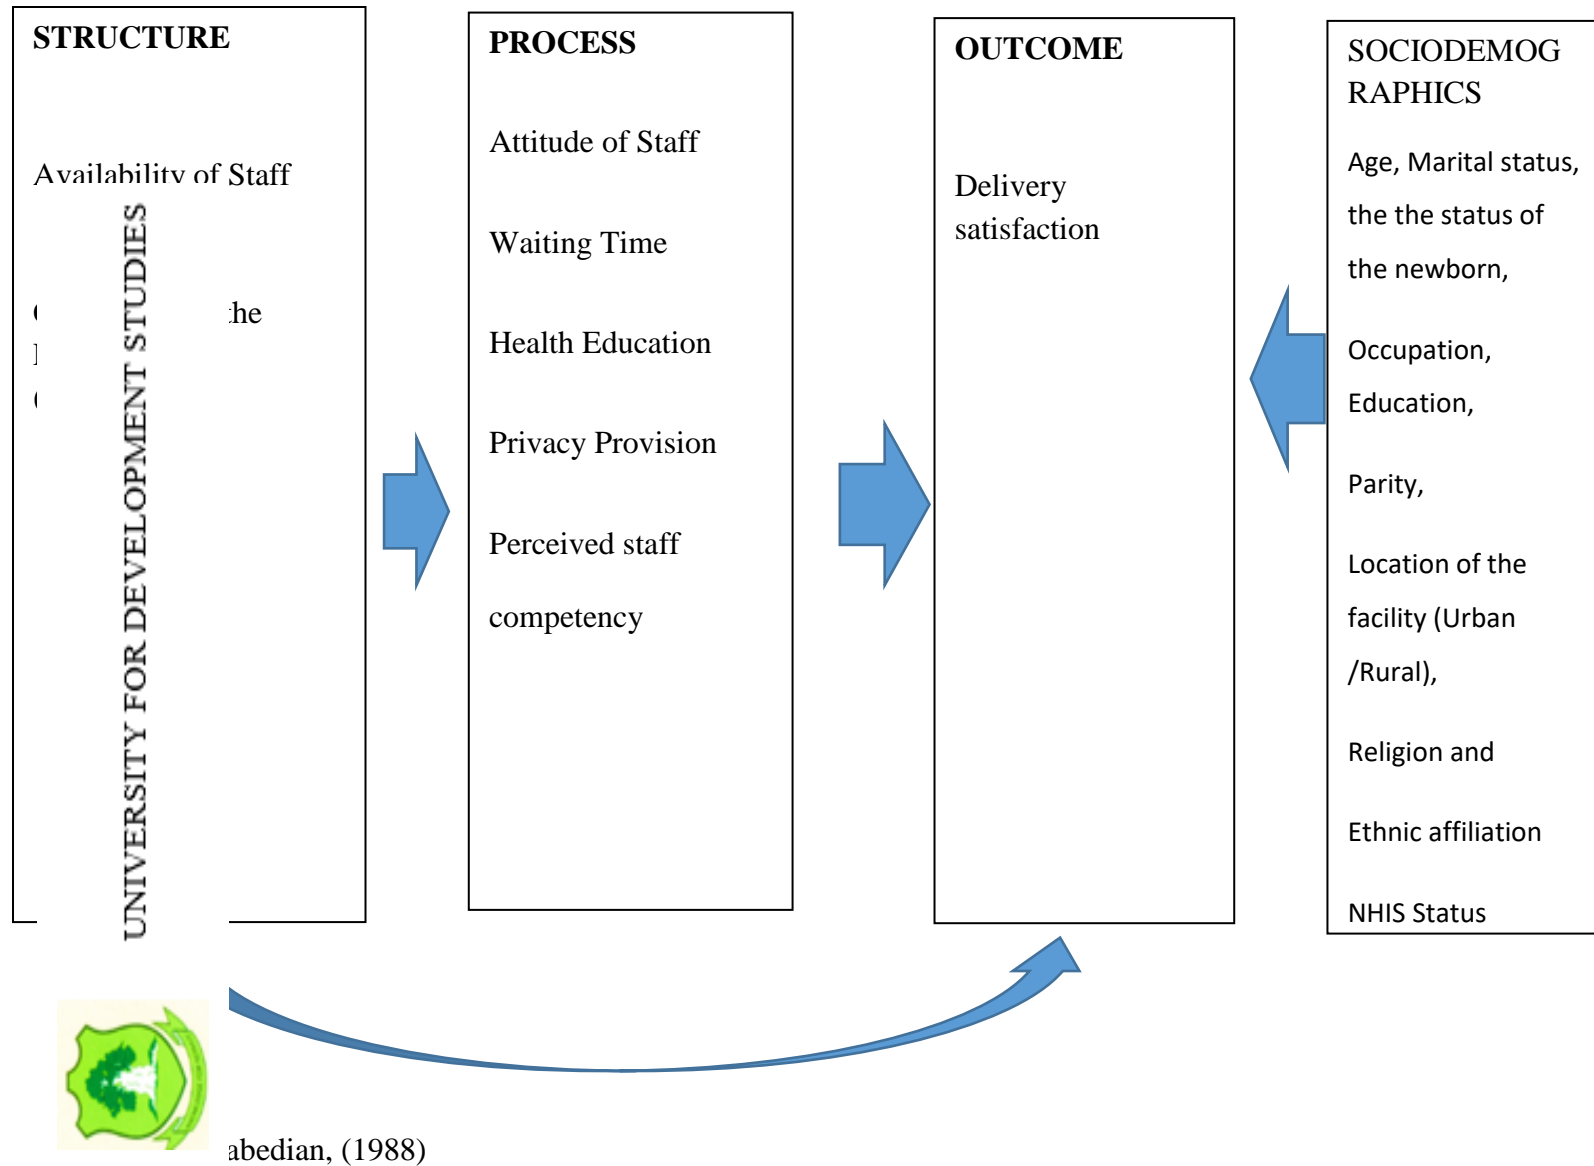 STRUCTURE
Availability of Staff
the
UNIVERSITY FOR DEVELOPMENT STUDIES
PROCESS
Attitude of Staff
Waiting Time
Health Education
Privacy Provision
Perceived staff
competency
OUTCOME
Delivery
satisfaction
SOCIODEMOG
RAPHICS
Age, Marital status,
the the status of
the newborn,
Occupation,
Education,
Parity,
Location of the
facility (Urban
/Rural),
Religion and
Ethnic affiliation
NHIS Status
abedian, (1988)